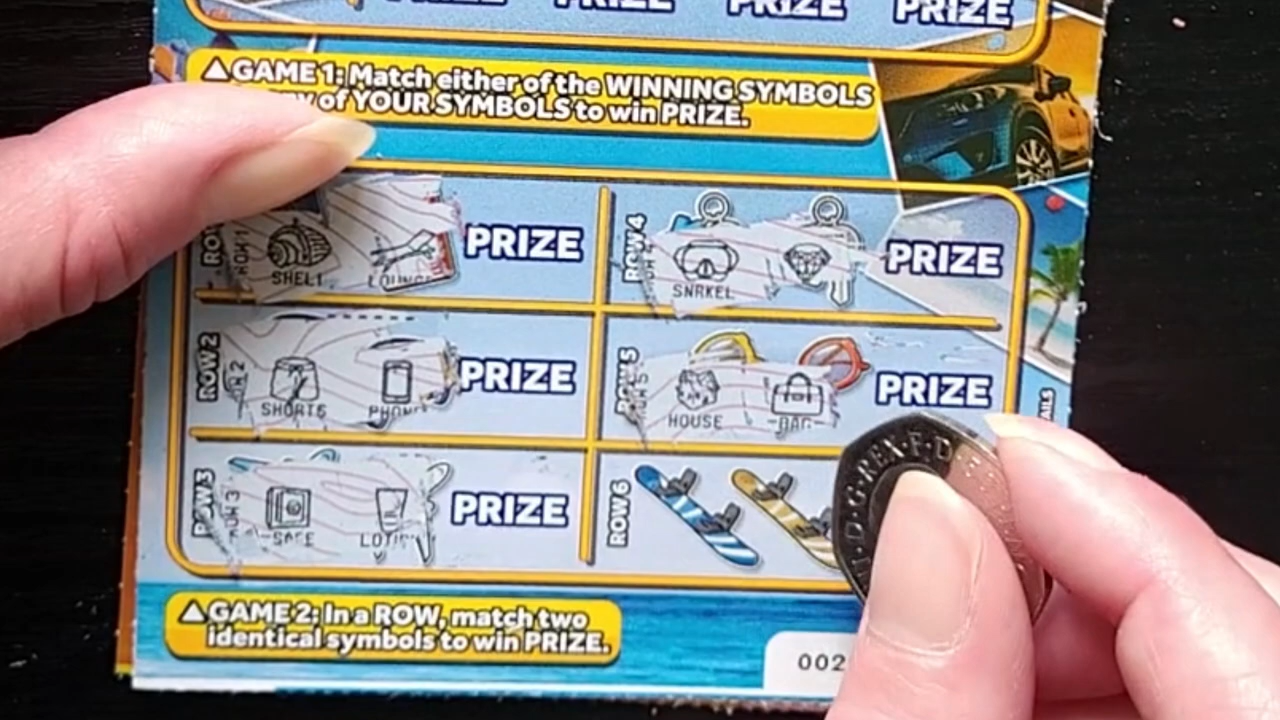 PRIZE PRIZE PRIZE PRIZE
▲GAME 1: Match either of the WINNING SYMBOLS
of YOUR SYMBOLS to win PRIZE.
SHELL
PRIZE
ROW 4
SNRKEL
PRIZE
ROW 2
SHORTS PHONE
PRIZE
ROW 5
HOUSE BAG
PRIZE
ROW 3
SAFE
PRIZE
ROW 6
▲GAME 2: In a ROW, match two
identical symbols to win PRIZE.
002
D·G·REX·F·D